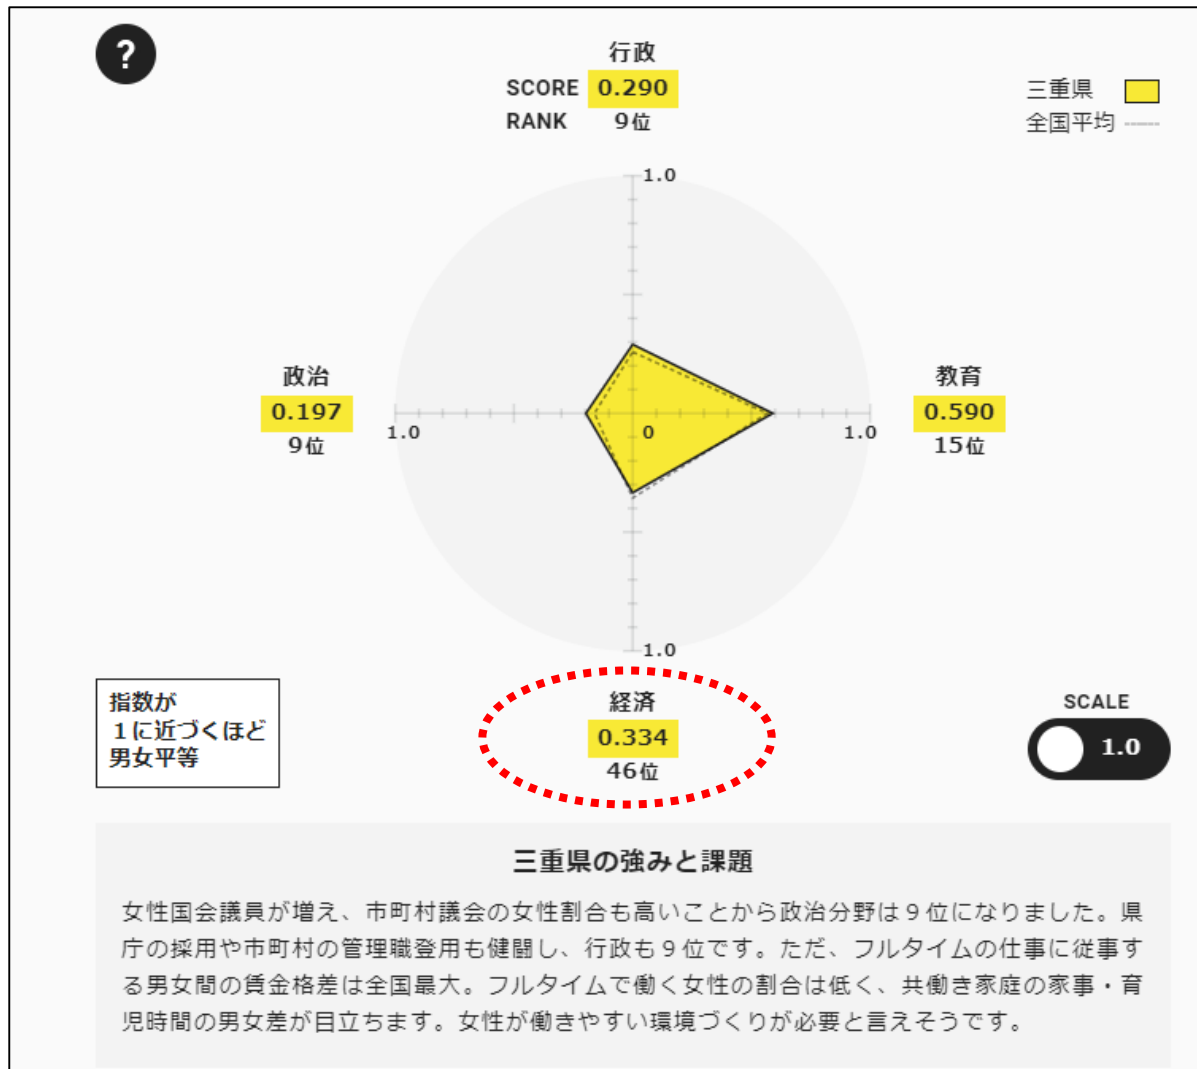 ?
行政
SCORE 0.290
RANK 9位
三重県
全国平均
1.0
政治
0.197
9位
1.0
0
1.0
教育
0.590
15位
1.0
指数が
１に近づくほど
男女平等
経済
0.334
46位
SCALE
1.0
三重県の強みと課題
女性国会議員が増え、市町村議会の女性割合も高いことから政治分野は９位になりました。県
庁の採用や市町村の管理職登用も健闘し、行政も９位です。ただ、フルタイムの仕事に従事す
る男女間の賃金格差は全国最大。フルタイムで働く女性の割合は低く、共働き家庭の家事・育
児時間の男女差が目立ちます。女性が働きやすい環境づくりが必要と言えそうです。